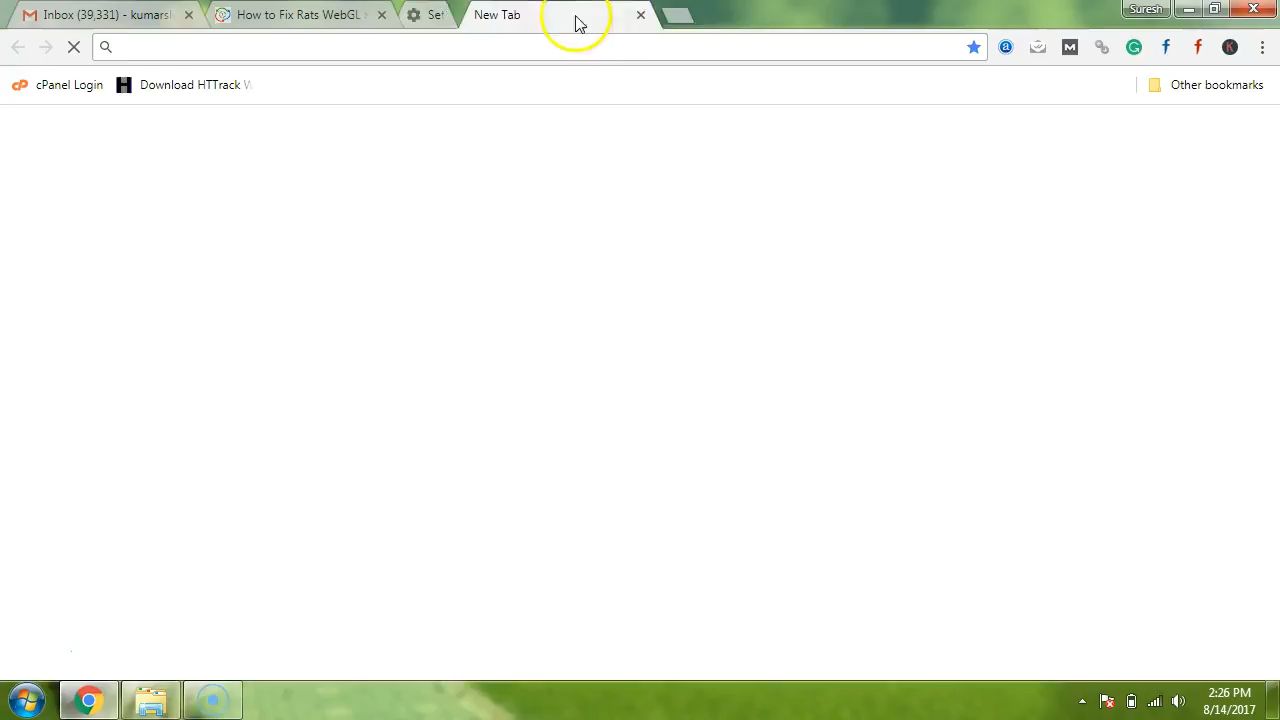 Inbox (39,331) - kumars
How to Fix Rats WebGL
Set
New Tab
Suresh
cPanel Login
Download HTTrack W
Other bookmarks
2:26 PM
8/14/2017